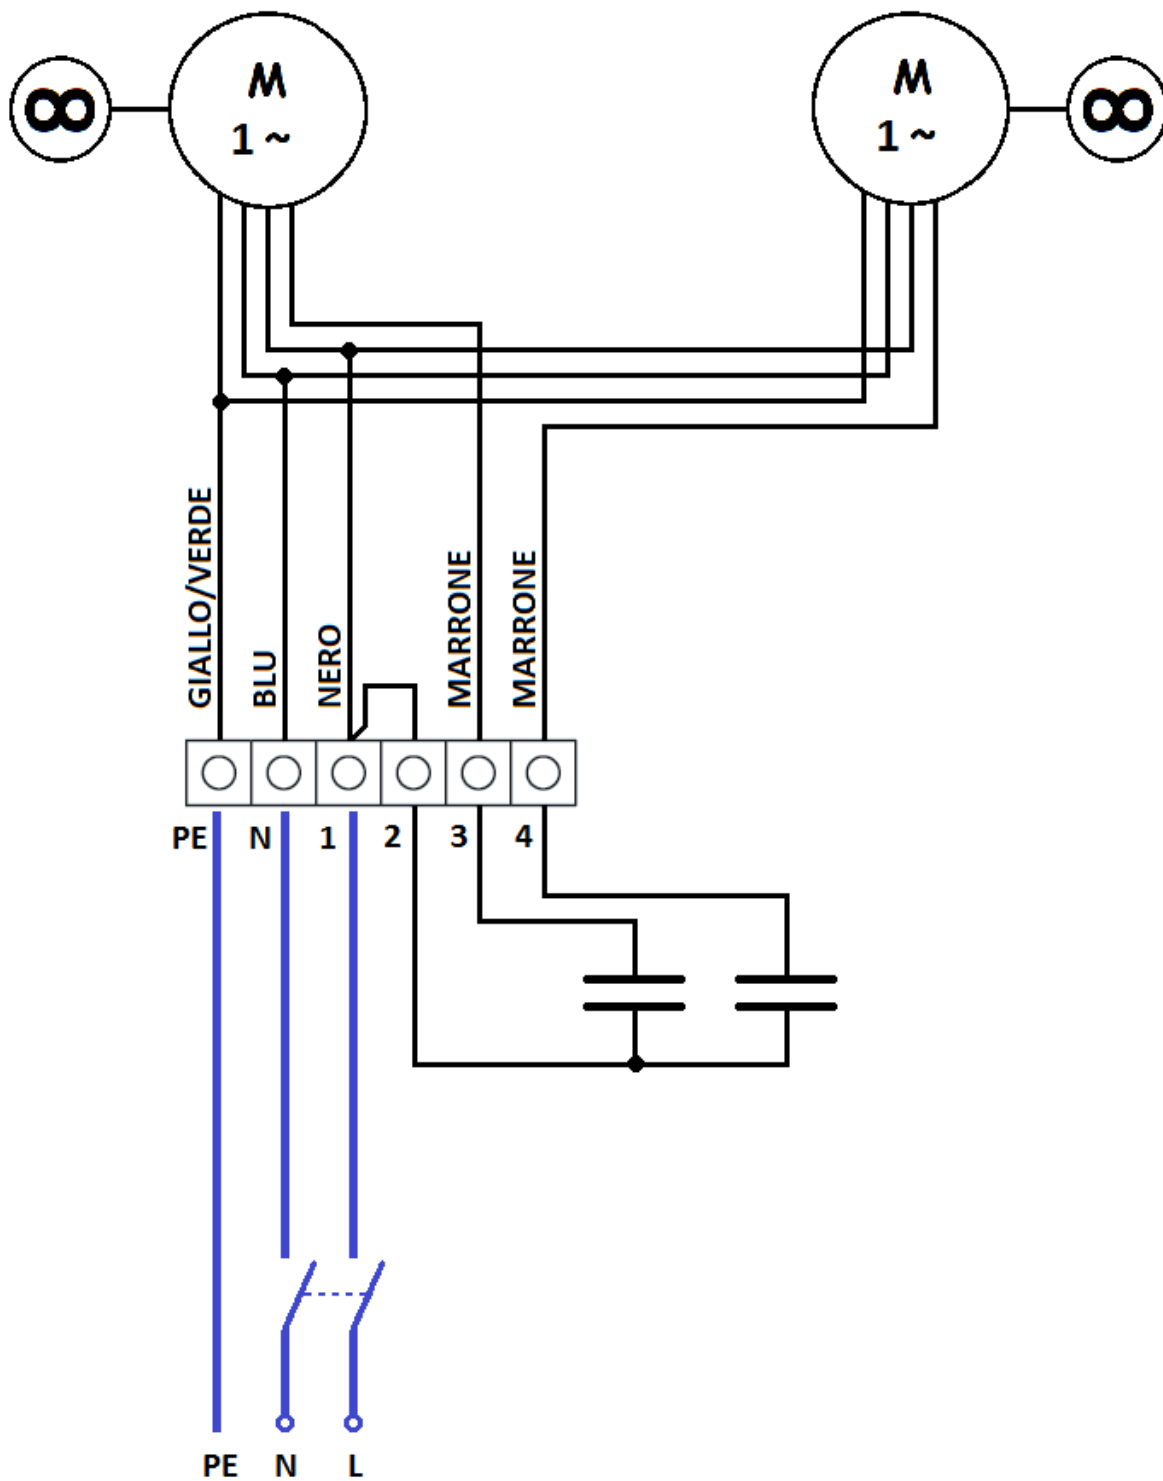 M
1 ~
M
1 ~
GIALLO/VERDE
BLU
NERO
MARRONE
MARRONE
PE N 1 2 3 4
PE N L